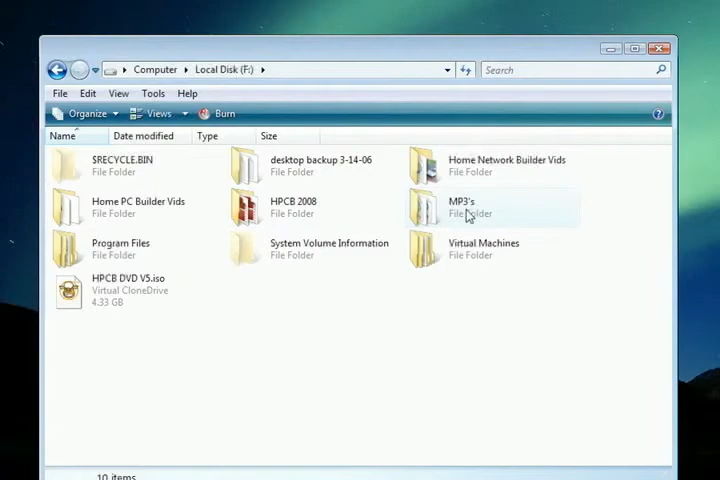 Computer Local Disk (F:) Search
File Edit View Tools Help
Organize Views Burn
Name Date modified Type Size
$RECYCLE.BIN
File Folder
desktop backup 3-14-06
File Folder
Home Network Builder Vids
File Folder
Home PC Builder Vids
File Folder
HPCB 2008
File Folder
MP3's
File Folder
Program Files
File Folder
System Volume Information
File Folder
Virtual Machines
File Folder
HPCB DVD V5.iso
Virtual CloneDrive
4.33 GB
10 items